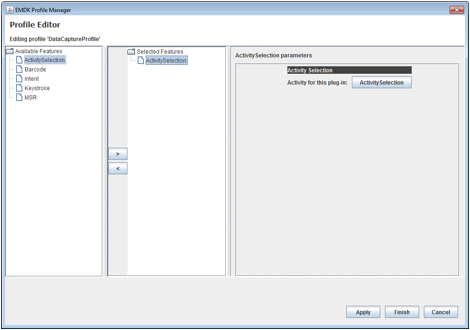 EMDK Profile Manager
Profile Editor
Editing profile 'DataCaptureProfile'
Available Features
ActivitySelection
Barcode
Intent
Keystroke
MSR
>
<
Selected Features
ActivitySelection
ActivitySelection parameters
Activity Selection
Activity for this plug-in: ActivitySelection
Apply Finish Cancel